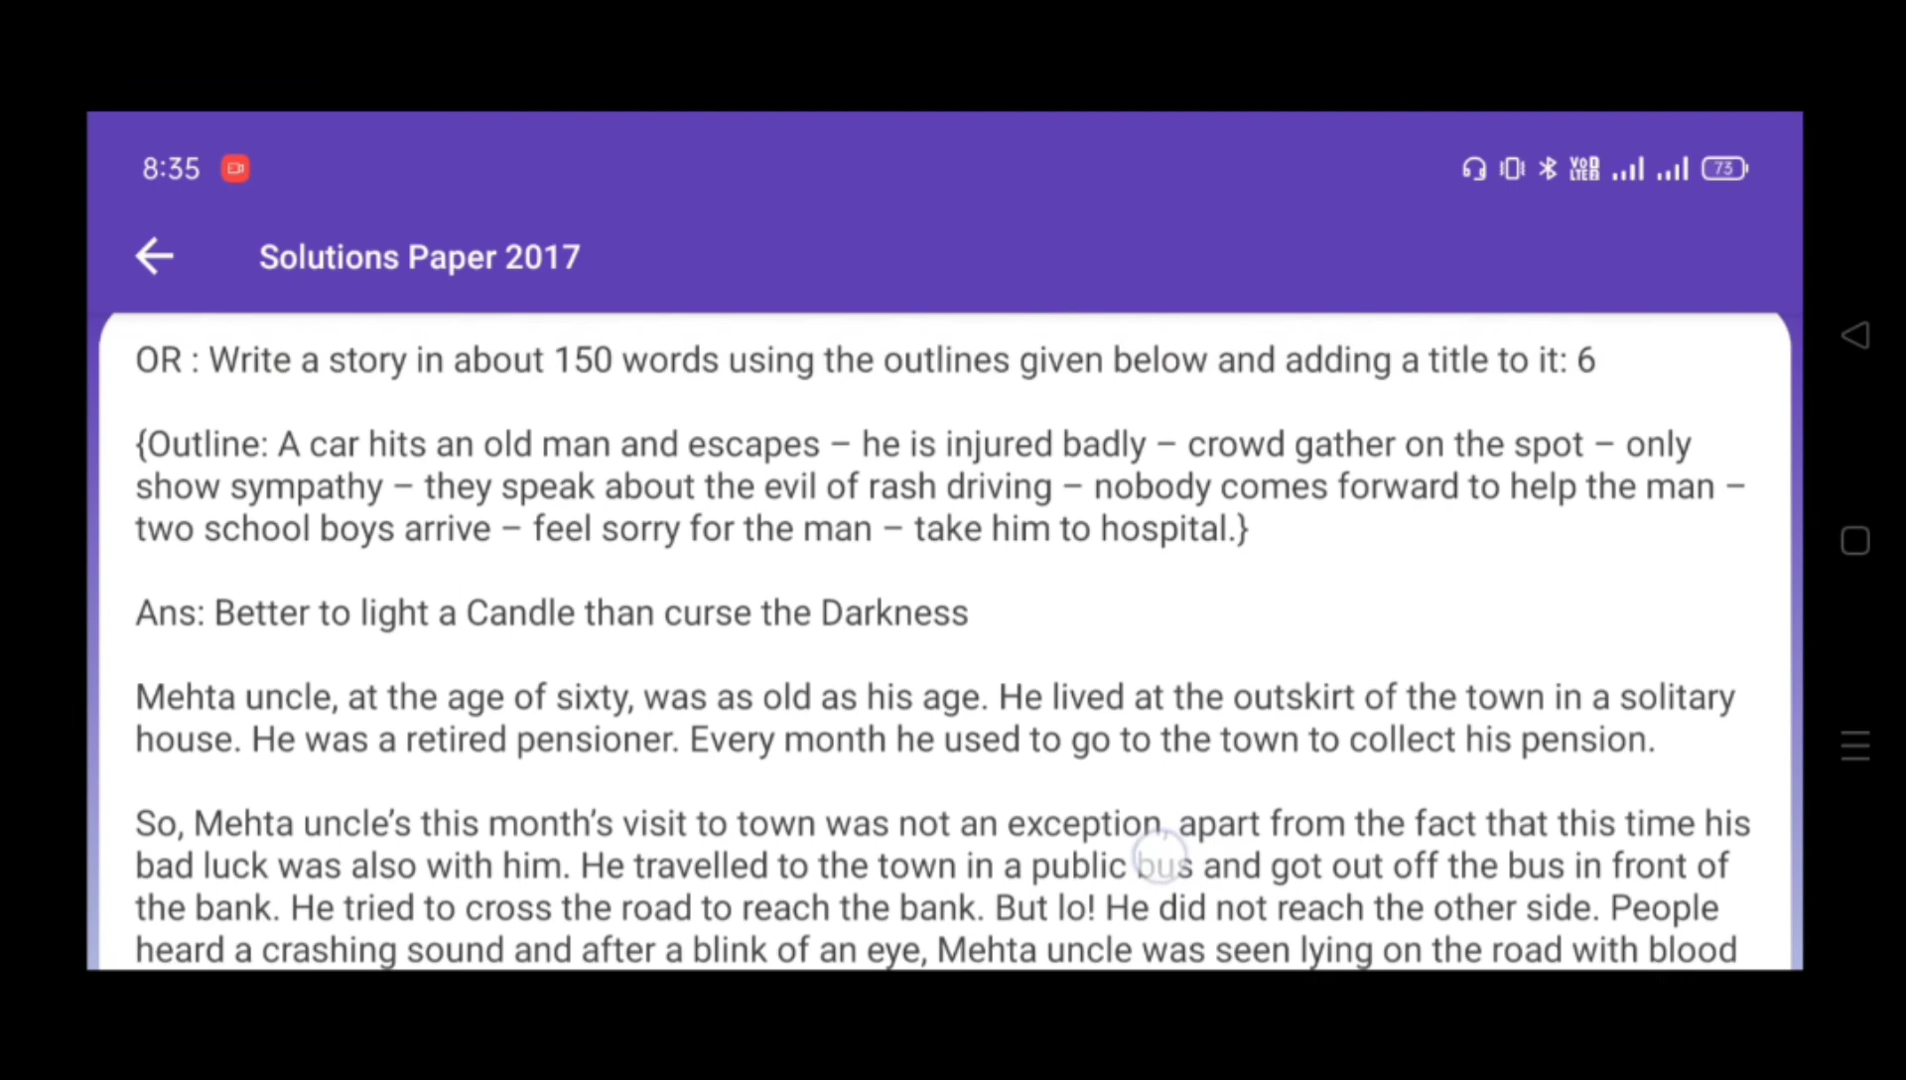 8:35
VoD
LTE2
73
Solutions Paper 2017
OR : Write a story in about 150 words using the outlines given below and adding a title to it: 6
{Outline: A car hits an old man and escapes – he is injured badly – crowd gather on the spot – only
show sympathy – they speak about the evil of rash driving – nobody comes forward to help the man –
two school boys arrive – feel sorry for the man – take him to hospital.}
Ans: Better to light a Candle than curse the Darkness
Mehta uncle, at the age of sixty, was as old as his age. He lived at the outskirt of the town in a solitary
house. He was a retired pensioner. Every month he used to go to the town to collect his pension.
So, Mehta uncle’s this month’s visit to town was not an exception, apart from the fact that this time his
bad luck was also with him. He travelled to the town in a public bus and got out off the bus in front of
the bank. He tried to cross the road to reach the bank. But lo! He did not reach the other side. People
heard a crashing sound and after a blink of an eye, Mehta uncle was seen lying on the road with blood